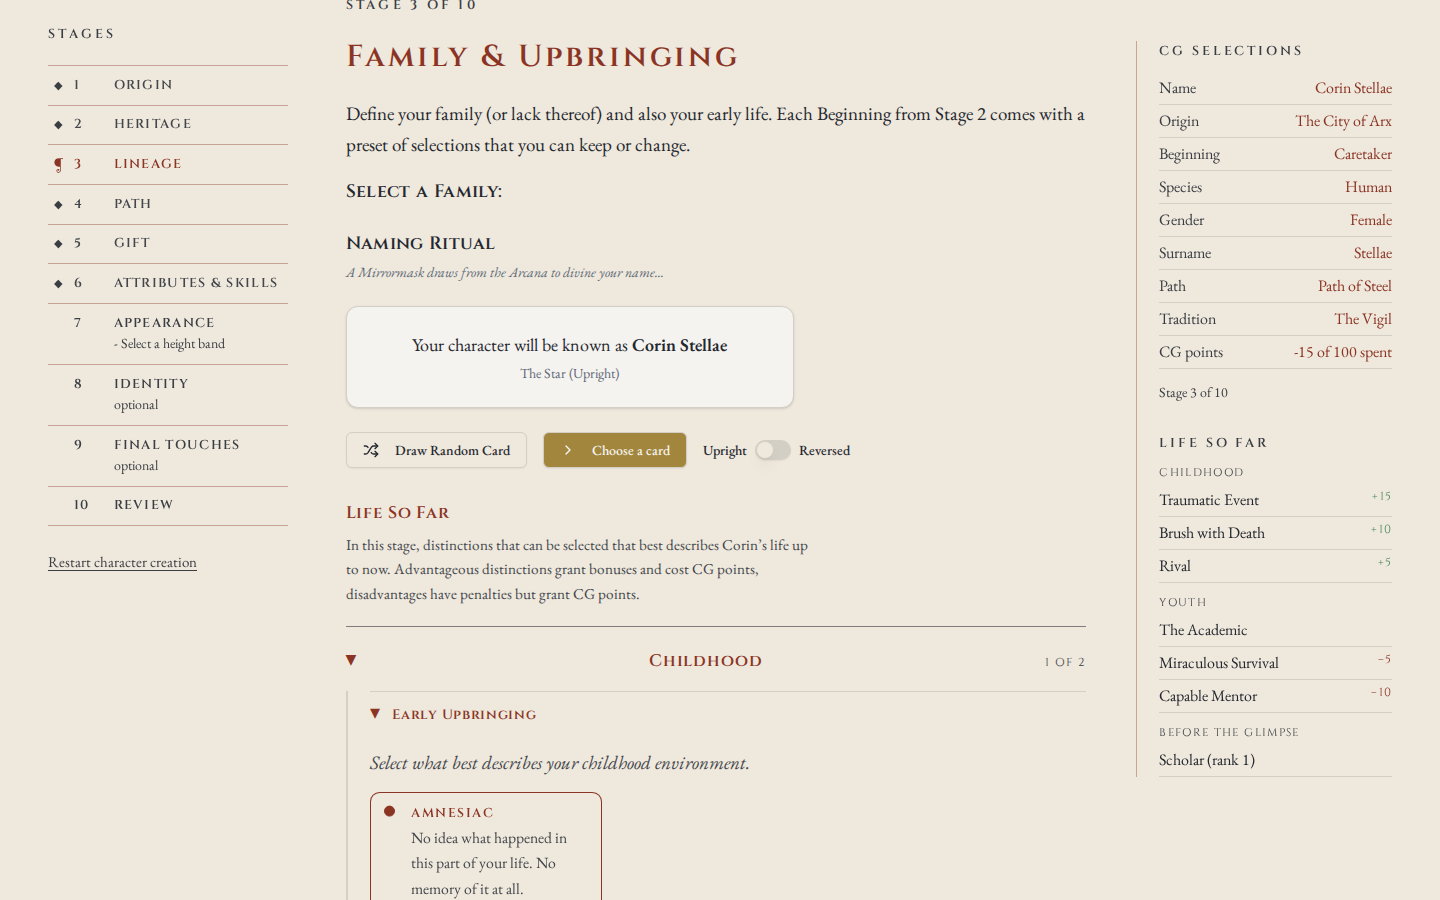 STAGES
◆ 1 ORIGIN
◆ 2 HERITAGE
¶ 3 LINEAGE
◆ 4 PATH
◆ 5 GIFT
◆ 6 ATTRIBUTES & SKILLS
7 APPEARANCE
- Select a height band
8 IDENTITY
optional
9 FINAL TOUCHES
optional
10 REVIEW
Restart character creation
STAGE 3 OF 10
Family & Upbringing
Define your family (or lack thereof) and also your early life. Each Beginning from Stage 2 comes with a
preset of selections that you can keep or change.
Select a Family:
Naming Ritual
A Mirrormask draws from the Arcana to divine your name...
Your character will be known as Corin Stellae
The Star (Upright)
Draw Random Card
Choose a card
Upright
Reversed
Life So Far
In this stage, distinctions that can be selected that best describes Corin's life up
to now. Advantageous distinctions grant bonuses and cost CG points,
disadvantages have penalties but grant CG points.
▼ Childhood 1 OF 2
▼ Early Upbringing
Select what best describes your childhood environment.
AMNESIAC
No idea what happened in
this part of your life. No
memory of it at all.
CG SELECTIONS
Name Corin Stellae
Origin The City of Arx
Beginning Caretaker
Species Human
Gender Female
Surname Stellae
Path Path of Steel
Tradition The Vigil
CG points -15 of 100 spent
Stage 3 of 10
LIFE SO FAR
CHILDHOOD
Traumatic Event +15
Brush with Death +10
Rival +5
YOUTH
The Academic
Miraculous Survival −5
Capable Mentor −10
BEFORE THE GLIMPSE
Scholar (rank 1)